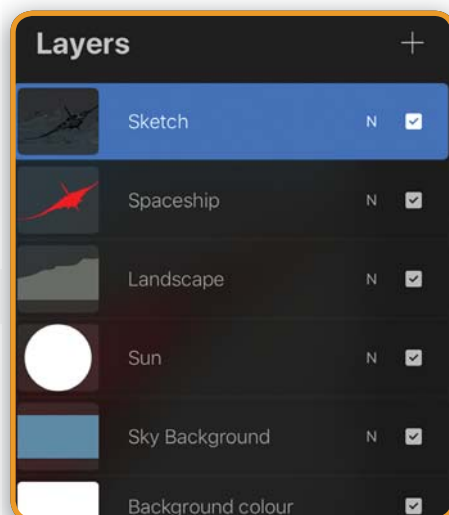 Layers
Sketch N
Spaceship N
Landscape N
Sun N
Sky Background N
Background colour